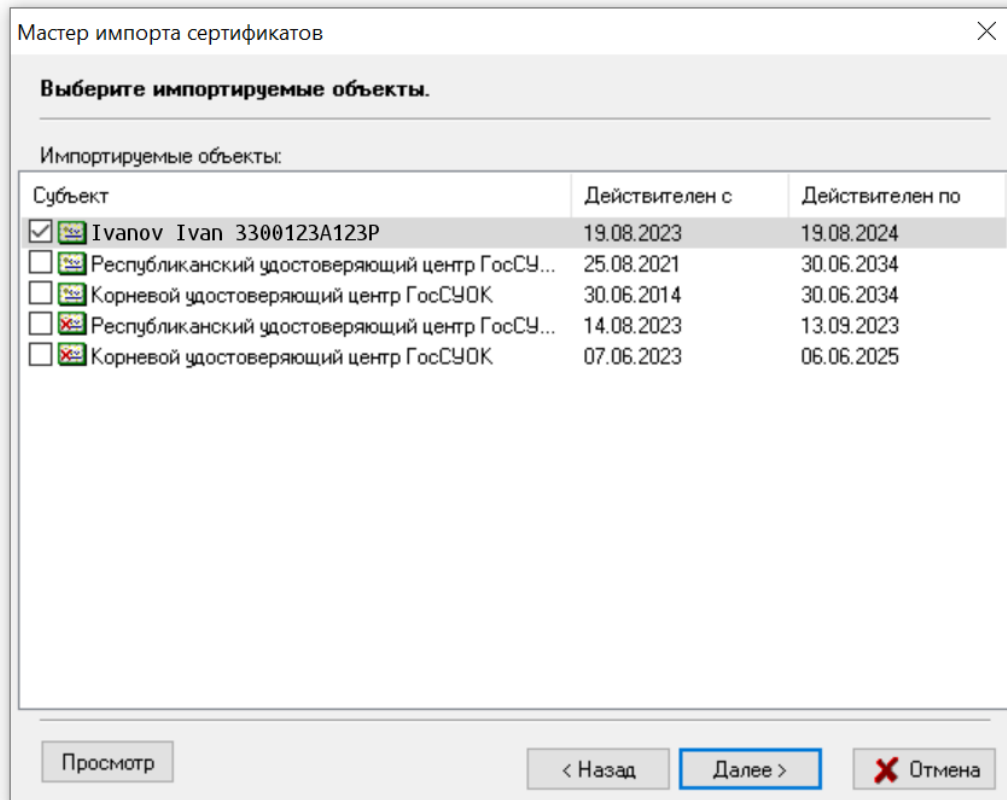 Мастер импорта сертификатов
Выберите импортируемые объекты.
Импортируемые объекты:
Субъект Действителен с Действителен по
Ivanov Ivan 3300123A123P 19.08.2023 19.08.2024
Республиканский удостоверяющий центр ГосСУ... 25.08.2021 30.06.2034
Корневой удостоверяющий центр ГосСУОК 30.06.2014 30.06.2034
Республиканский удостоверяющий центр ГосСУ... 14.08.2023 13.09.2023
Корневой удостоверяющий центр ГосСУОК 07.06.2023 06.06.2025
Просмотр < Назад Далее > Отмена